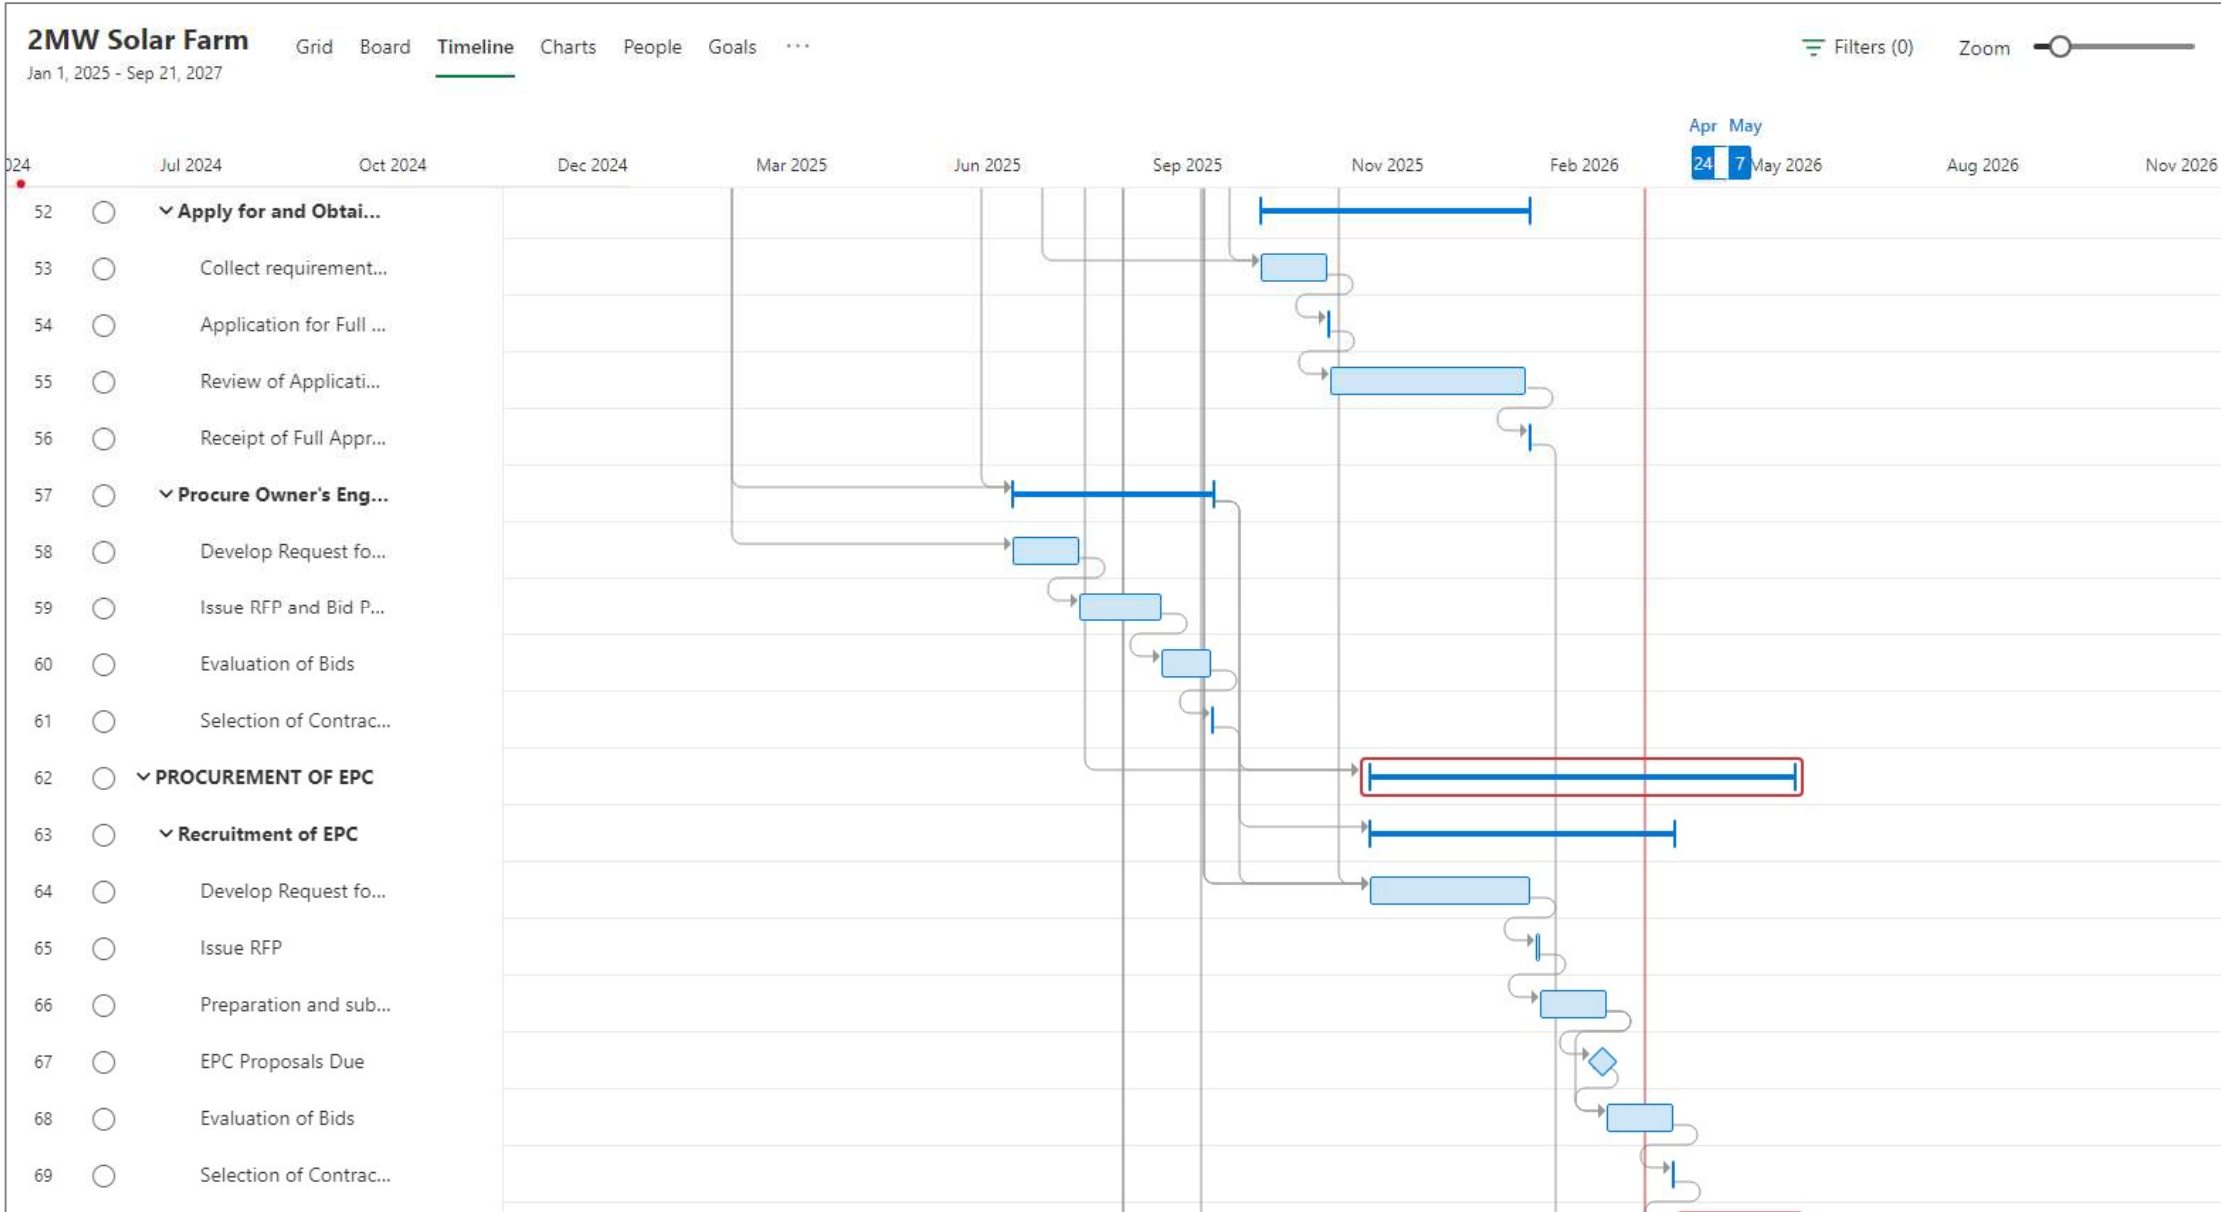 2MW Solar Farm
Grid Board Timeline Charts People Goals ...
Filters (0) Zoom
Jan 1, 2025 - Sep 21, 2027
Apr May
024 Jul 2024 Oct 2024 Dec 2024 Mar 2025 Jun 2025 Sep 2025 Nov 2025 Feb 2026 24 7 May 2026 Aug 2026 Nov 2026
52 Apply for and Obtai...
53 Collect requirement...
54 Application for Full ...
55 Review of Applicati...
56 Receipt of Full Appr...
57 Procure Owner's Eng...
58 Develop Request fo...
59 Issue RFP and Bid P...
60 Evaluation of Bids
61 Selection of Contrac...
62 PROCUREMENT OF EPC
63 Recruitment of EPC
64 Develop Request fo...
65 Issue RFP
66 Preparation and sub...
67 EPC Proposals Due
68 Evaluation of Bids
69 Selection of Contrac...